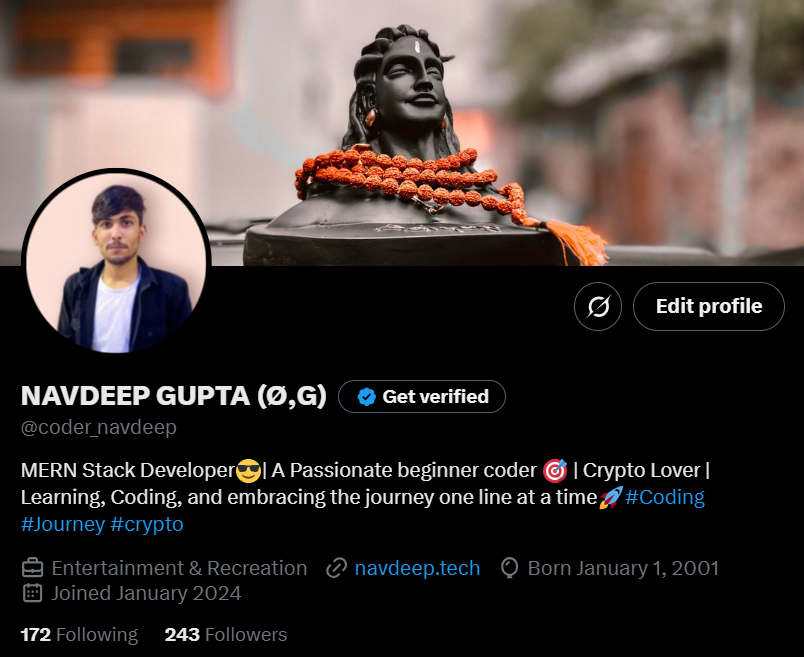 Edit profile
NAVDEEP GUPTA (Ø,G) Get verified
@coder_navdeep
MERN Stack Developer😎| A Passionate beginner coder 🎯 | Crypto Lover |
Learning, Coding, and embracing the journey one line at a time🚀#Coding
#Journey #crypto
Entertainment & Recreation navdeep.tech Born January 1, 2001
Joined January 2024
172 Following 243 Followers